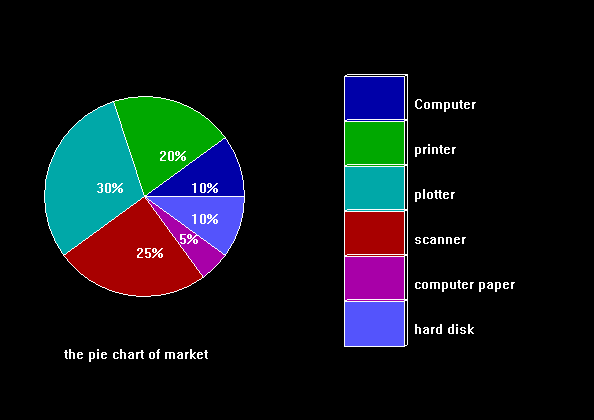 20%
30%
10%
10%
5%
25%
the pie chart of market
Computer
printer
plotter
scanner
computer paper
hard disk